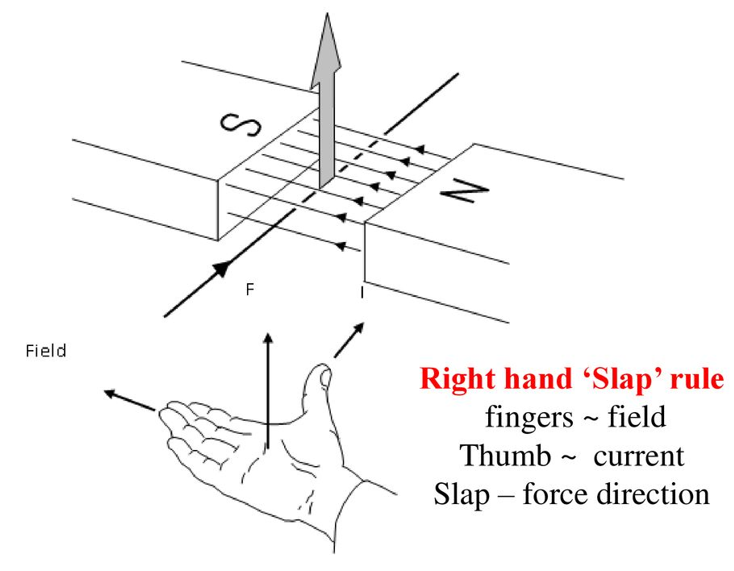 S
N
F
I
Field
Right hand ‘Slap’ rule
fingers ~ field
Thumb ~ current
Slap – force direction